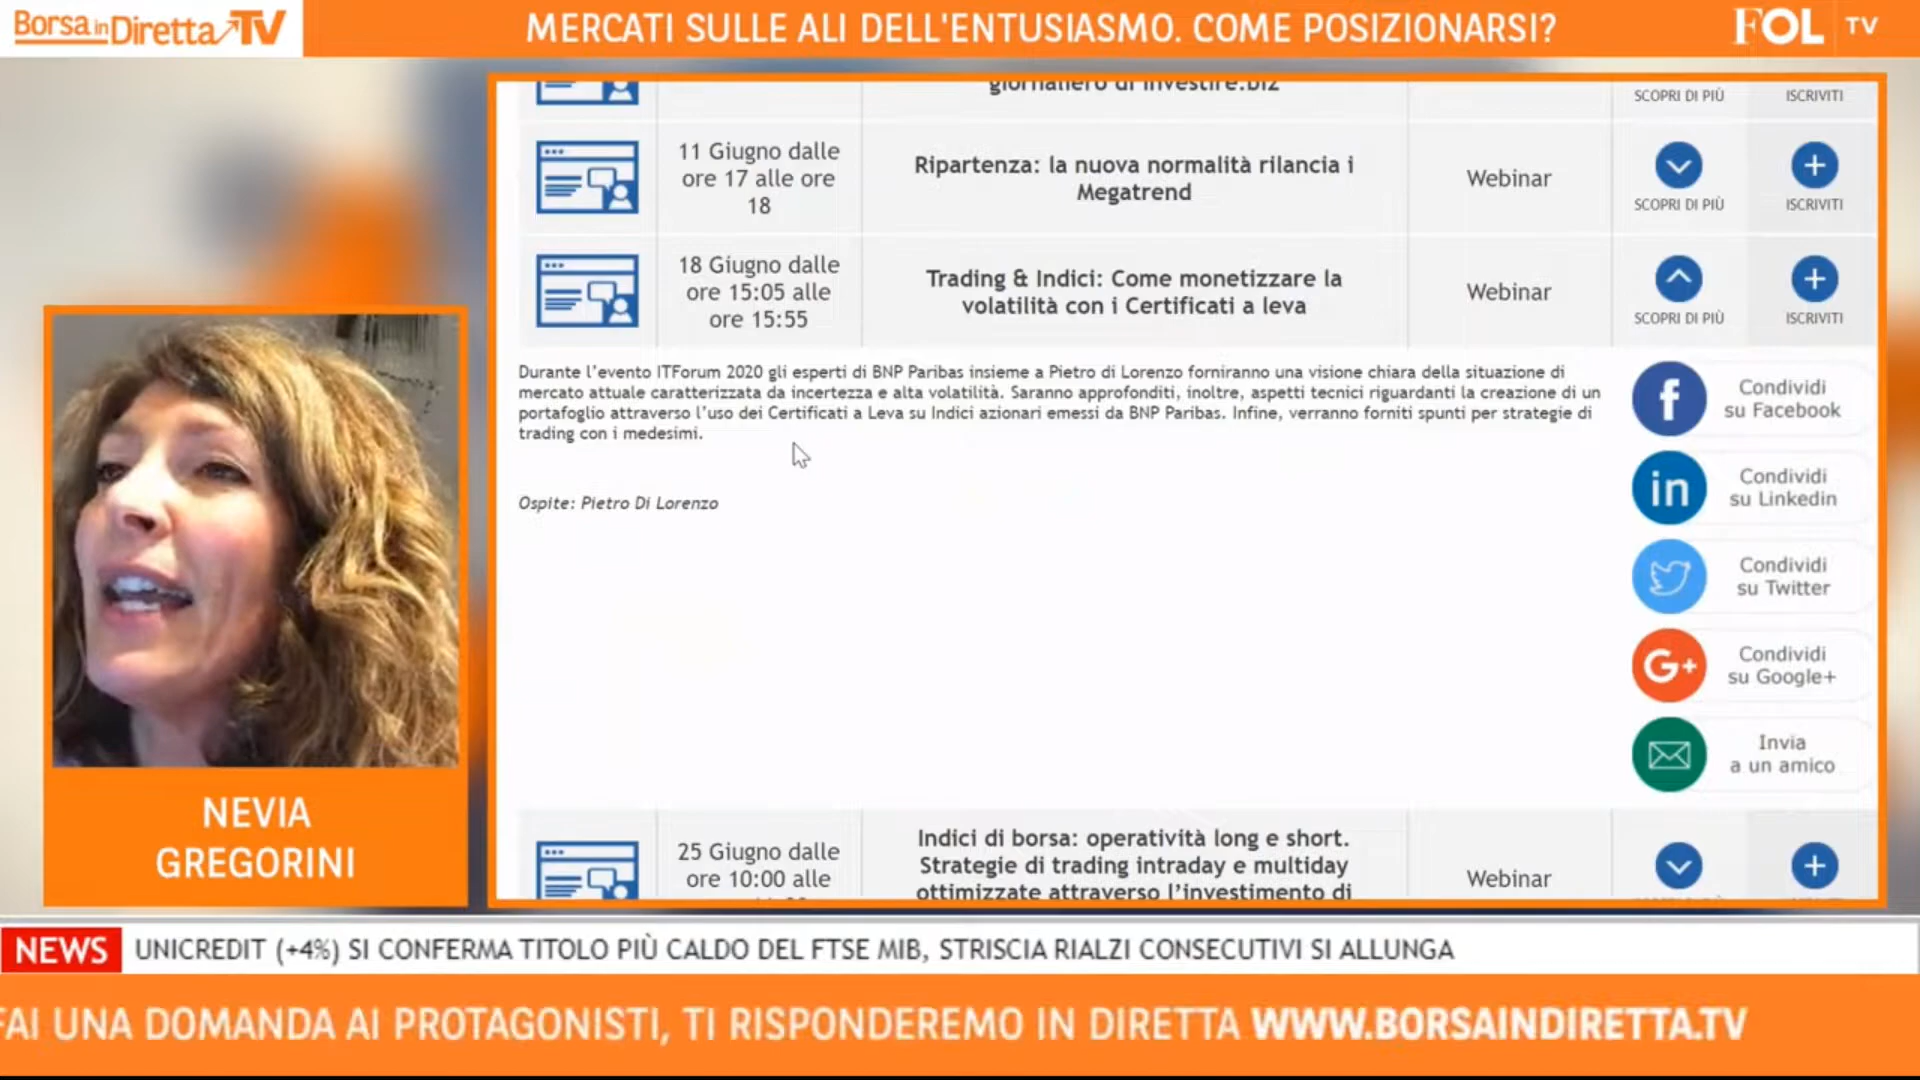 Borsa in Diretta TV
MERCATI SULLE ALI DELL'ENTUSIASMO. COME POSIZIONARSI?
FOL TV
giornaliero di investire.biz
SCOPRI DI PIÙ
ISCRIVITI
11 Giugno dalle
ore 17 alle ore
18
Ripartenza: la nuova normalità rilancia i
Megatrend
Webinar
SCOPRI DI PIÙ
ISCRIVITI
18 Giugno dalle
ore 15:05 alle
ore 15:55
Trading & Indici: Come monetizzare la
volatilità con i Certificati a leva
Webinar
SCOPRI DI PIÙ
ISCRIVITI
Durante l'evento ITForum 2020 gli esperti di BNP Paribas insieme a Pietro di Lorenzo forniranno una visione chiara della situazione di
mercato attuale caratterizzata da incertezza e alta volatilità. Saranno approfonditi, inoltre, aspetti tecnici riguardanti la creazione di un
portafoglio attraverso l'uso dei Certificati a Leva su Indici azionari emessi da BNP Paribas. Infine, verranno forniti spunti per strategie di
trading con i medesimi.
Ospite: Pietro Di Lorenzo
f
Condividi
su Facebook
in
Condividi
su Linkedin
Condividi
su Twitter
G+
Condividi
su Google+
Invia
a un amico
25 Giugno dalle
ore 10:00 alle
Indici di borsa: operatività long e short.
Strategie di trading intraday e multiday
ottimizzate attraverso l'investimento di
Webinar
NEVIA
GREGORINI
NEWS
UNICREDIT (+4%) SI CONFERMA TITOLO PIÙ CALDO DEL FTSE MIB, STRISCIA RIALZI CONSECUTIVI SI ALLUNGA
FAI UNA DOMANDA AI PROTAGONISTI, TI RISPONDEREMO IN DIRETTA WWW.BORSAINDIRETTA.TV